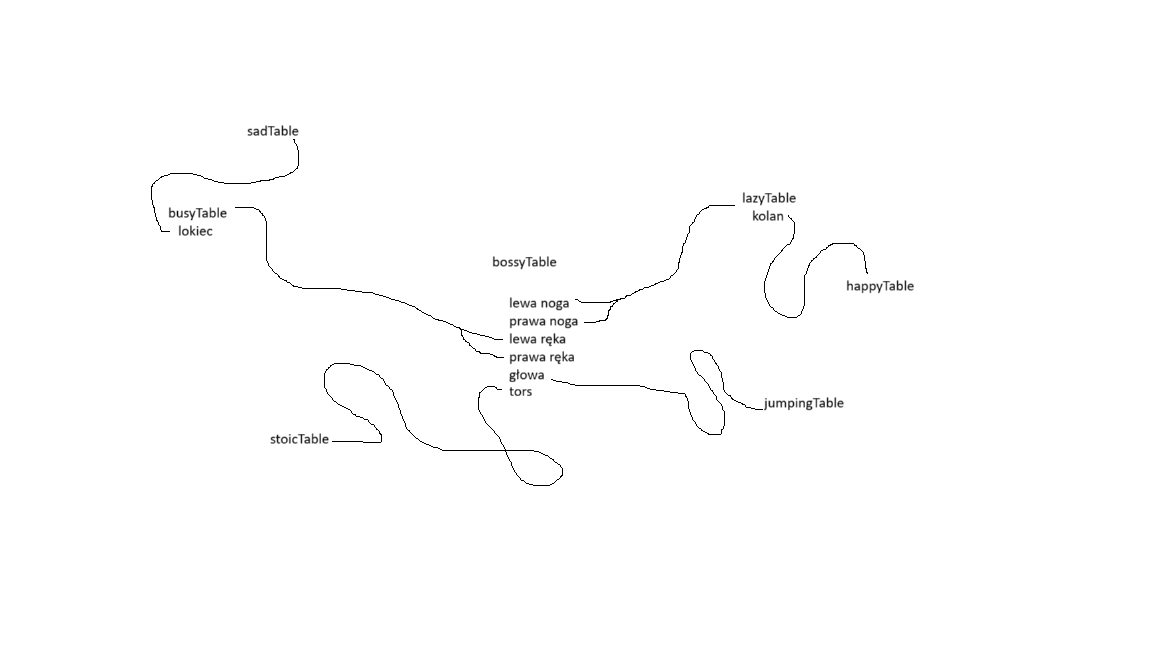 sadTable
busyTable
lokiec
lazyTable
kolan
bossyTable
happyTable
lewa noga
prawa noga
lewa ręka
prawa ręka
głowa
tors
jumpingTable
stoicTable